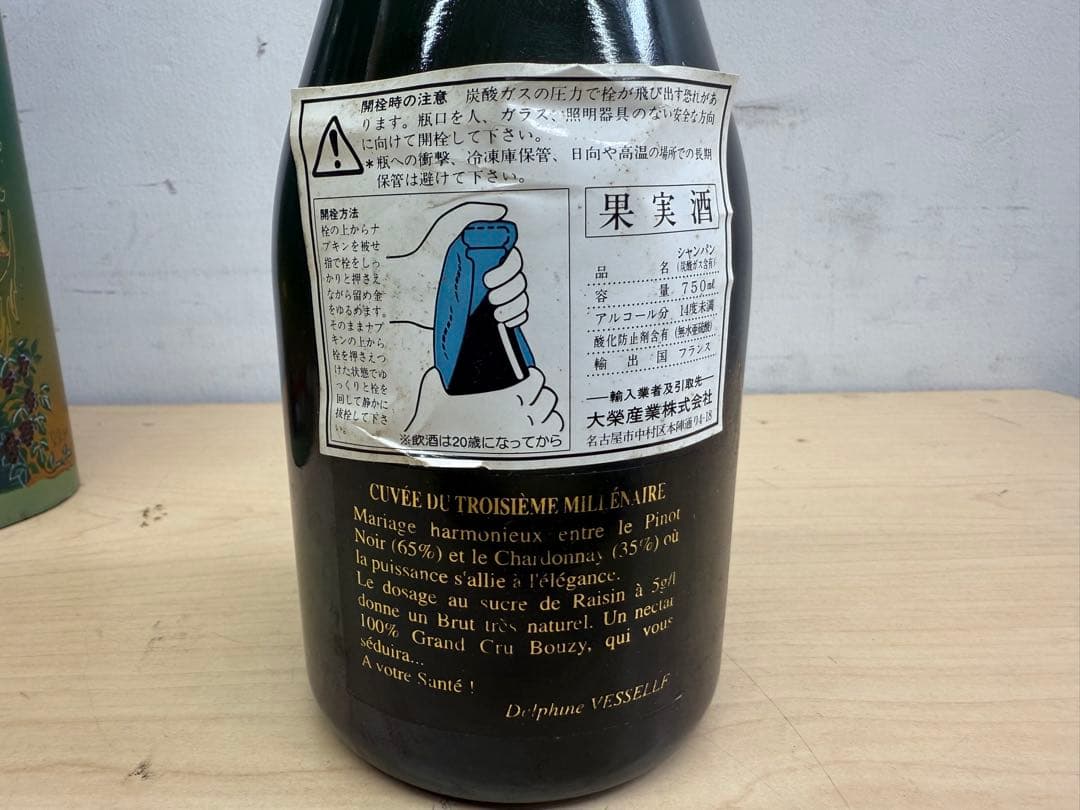 開栓時の注意 炭酸ガスの圧力で栓が飛び出す恐れがあ
ります。瓶口を人、ガラス、照明器具のない安全な方向
に向けて開栓して下さい。
*瓶への衝撃、冷凍庫保管、日向や高温の場所での長期
保管は避けて下さい。
開栓方法
栓の上からナ
プキンを被せ
指で栓をしっ
かりと押さえ
ながら留め金
をゆるめます。
そのままナプ
キンの上から
栓を押さえつ
けた状態でゆ
っくりと栓を
回して静かに
抜栓して下さ
い。
※飲酒は20歳になってから
果実酒
品名 シャンパン(炭酸ガス含有)
容量 750ml
アルコール分 14度未満
酸化防止剤含有(無水亜硫酸)
輸出国 フランス
輸入業者及引取先
大榮産業株式会社
名古屋市中村区本陣通り4-18
CUVÉE DU TROISIÈME MILLÉNAIRE
Mariage harmonieux entre le Pinot
Noir (65%) et le Chardonnay (35%) où
la puissance s'allie à l'élégance.
Le dosage au sucre de Raisin à 5g/l
donne un Brut très naturel. Un nectar
100% Grand Cru Bouzy, qui vous
séduira...
A votre Santé !
Delphine VESSELLE